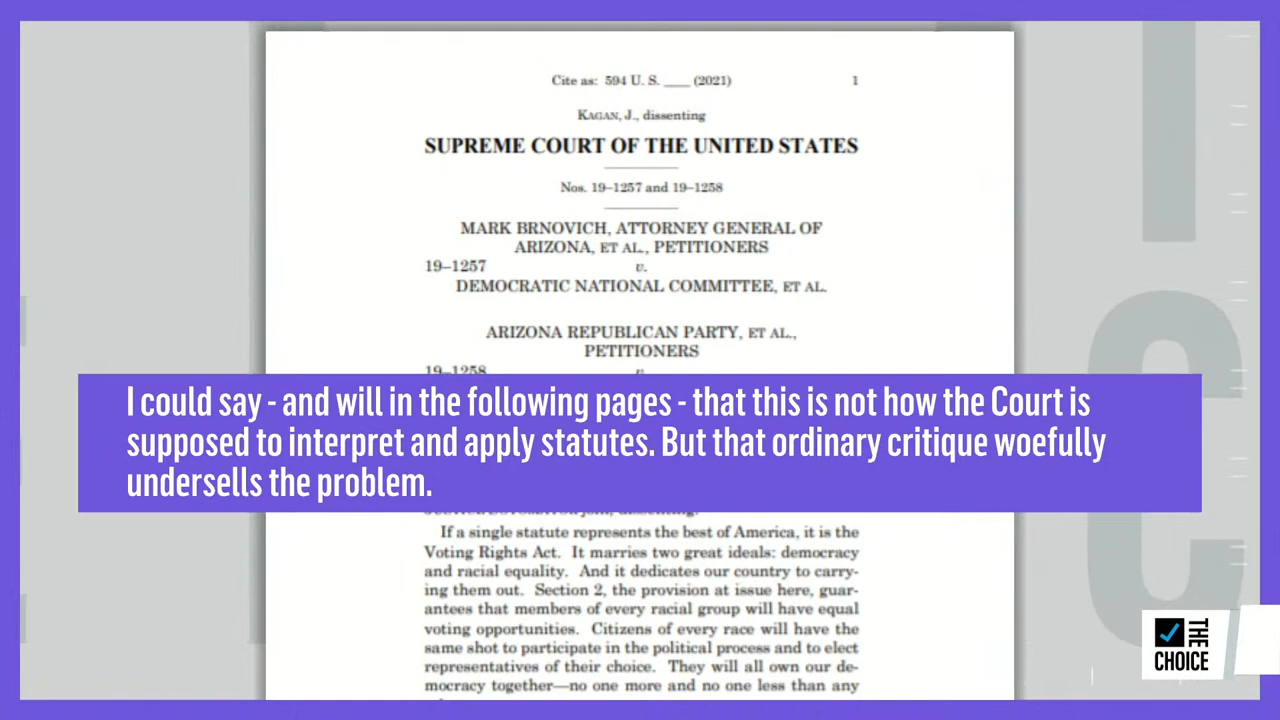 Cite as: 594 U. S. ____ (2021) 1
KAGAN, J., dissenting
SUPREME COURT OF THE UNITED STATES
Nos. 19–1257 and 19–1258
MARK BRNOVICH, ATTORNEY GENERAL OF
ARIZONA, ET AL., PETITIONERS
19–1257 v.
DEMOCRATIC NATIONAL COMMITTEE, ET AL.
ARIZONA REPUBLICAN PARTY, ET AL.,
PETITIONERS
19–1258 v.
I could say - and will in the following pages - that this is not how the Court is
supposed to interpret and apply statutes. But that ordinary critique woefully
undersells the problem.
If a single statute represents the best of America, it is the
Voting Rights Act. It marries two great ideals: democracy
and racial equality. And it dedicates our country to carry-
ing them out. Section 2, the provision at issue here, guar-
antees that members of every racial group will have equal
voting opportunities. Citizens of every race will have the
same shot to participate in the political process and to elect
representatives of their choice. They will all own our de-
mocracy together—no one more and no one less than any
THE
CHOICE